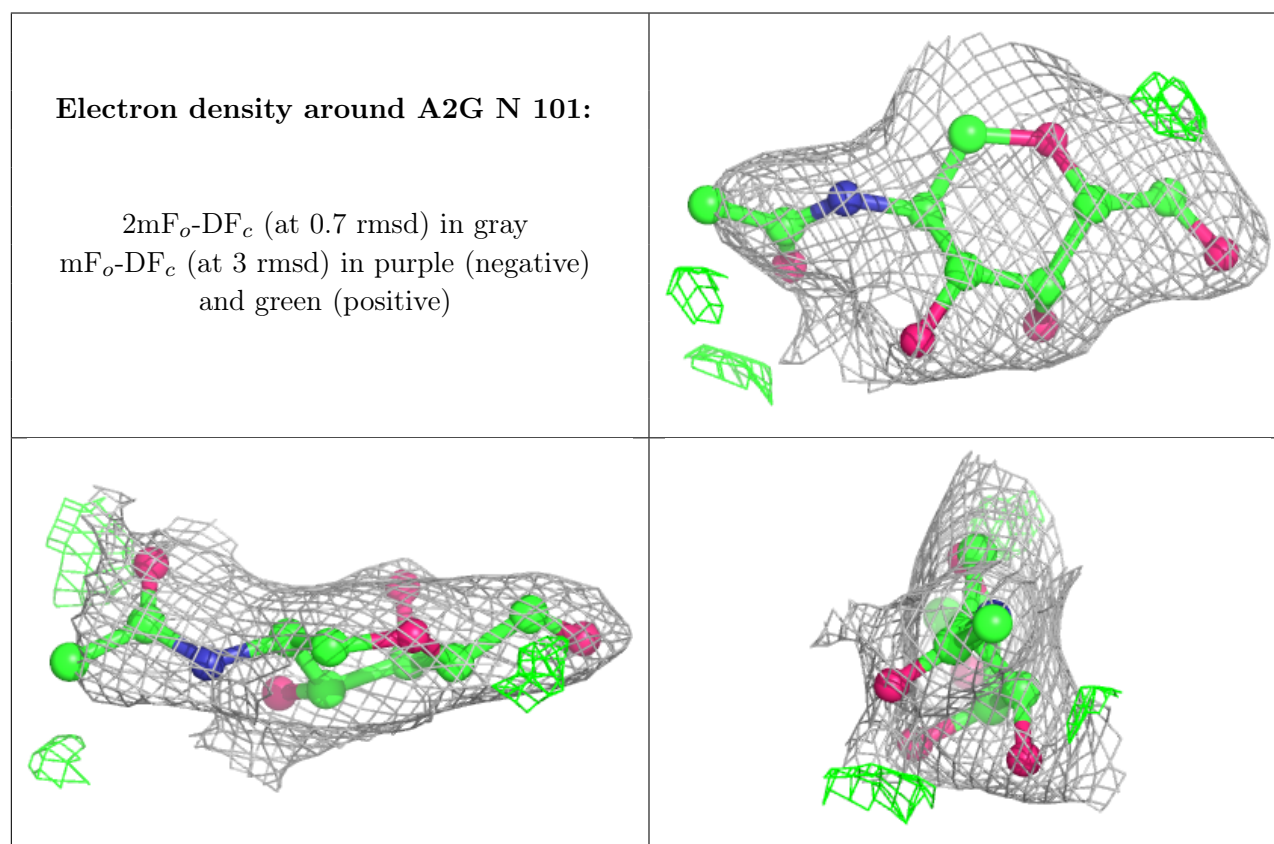 Electron density around A2G N 101:
2mFo-DFc (at 0.7 rmsd) in gray
mFo-DFc (at 3 rmsd) in purple (negative)
and green (positive)